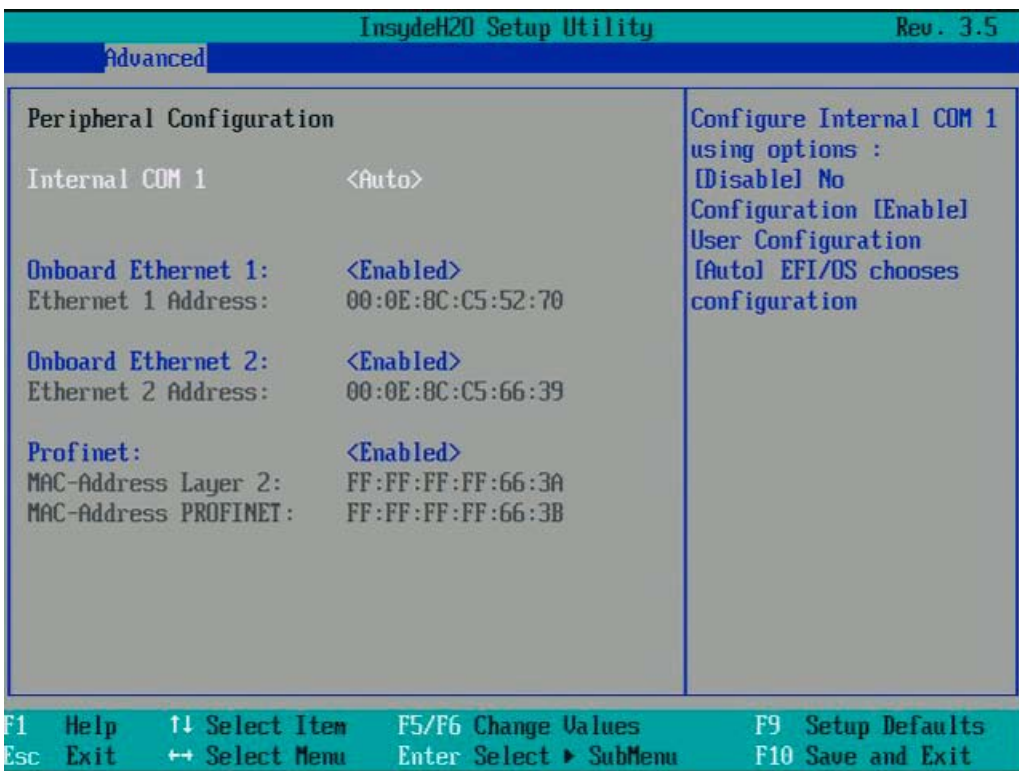 InsydeH20 Setup Utility Rev. 3.5
Advanced
Peripheral Configuration
Internal COM 1 <Auto>
Onboard Ethernet 1: <Enabled>
Ethernet 1 Address: 00:0E:8C:C5:52:70
Onboard Ethernet 2: <Enabled>
Ethernet 2 Address: 00:0E:8C:C5:66:39
Profinet: <Enabled>
MAC-Address Layer 2: FF:FF:FF:FF:66:3A
MAC-Address PROFINET: FF:FF:FF:FF:66:3B
Configure Internal COM 1
using options :
[Disable] No
Configuration [Enable]
User Configuration
[Auto] EFI/OS chooses
configuration
F1 Help ↑↓ Select Item F5/F6 Change Values F9 Setup Defaults
Esc Exit ↔ Select Menu Enter Select ▶ SubMenu F10 Save and Exit